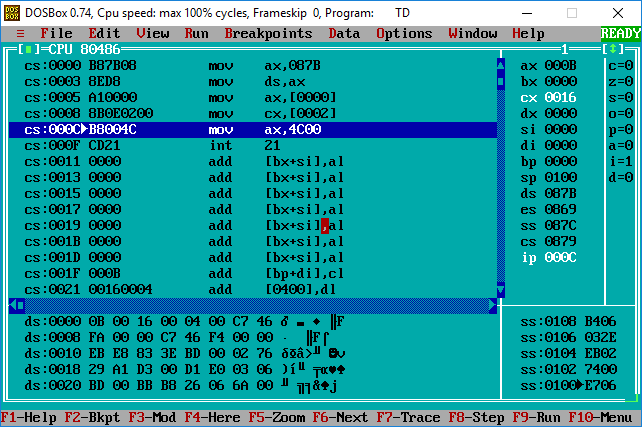 DOSBox 0.74, Cpu speed: max 100% cycles, Frameskip 0, Program: TD
≡ File Edit View Run Breakpoints Data Options Window Help READY
[■]=CPU 80486 1=[↕]
cs:0000 B87B08 mov ax,087B ax 000B c=0
cs:0003 8ED8 mov ds,ax bx 0000 z=0
cs:0005 A10000 mov ax,[0000] cx 0016 s=0
cs:0008 8B0E0200 mov cx,[0002] dx 0000 o=0
cs:000C►B8004C mov ax,4C00 si 0000 p=0
cs:000F CD21 int 21 di 0000 a=0
cs:0011 0000 add [bx+si],al bp 0000 i=1
cs:0013 0000 add [bx+si],al sp 0100 d=0
cs:0015 0000 add [bx+si],al ds 087B
cs:0017 0000 add [bx+si],al es 0869
cs:0019 0000 add [bx+si],al ss 087C
cs:001B 0000 add [bx+si],al cs 0879
cs:001D 0000 add [bx+si],al ip 000C
cs:001F 000B add [bp+di],cl
cs:0021 00160004 add [0400],dl
ds:0000 0B 00 16 00 04 00 C7 46 ♂ ▬ ♦ ╟F ss:0108 B406
ds:0008 FA 00 00 C7 46 F4 00 00 · ╟F⌠ ss:0106 032E
ds:0010 EB E8 83 3E BD 00 02 76 δΦâ>╜ ☻v ss:0104 EB02
ds:0018 29 A1 D3 00 D1 E0 03 06 )í╙ ╤α♥♠ ss:0102 7400
ds:0020 BD 00 BB B8 26 06 6A 00 ╜ ╗╕&♠j ss:0100►E706
F1-Help F2-Bkpt F3-Mod F4-Here F5-Zoom F6-Next F7-Trace F8-Step F9-Run F10-Menu